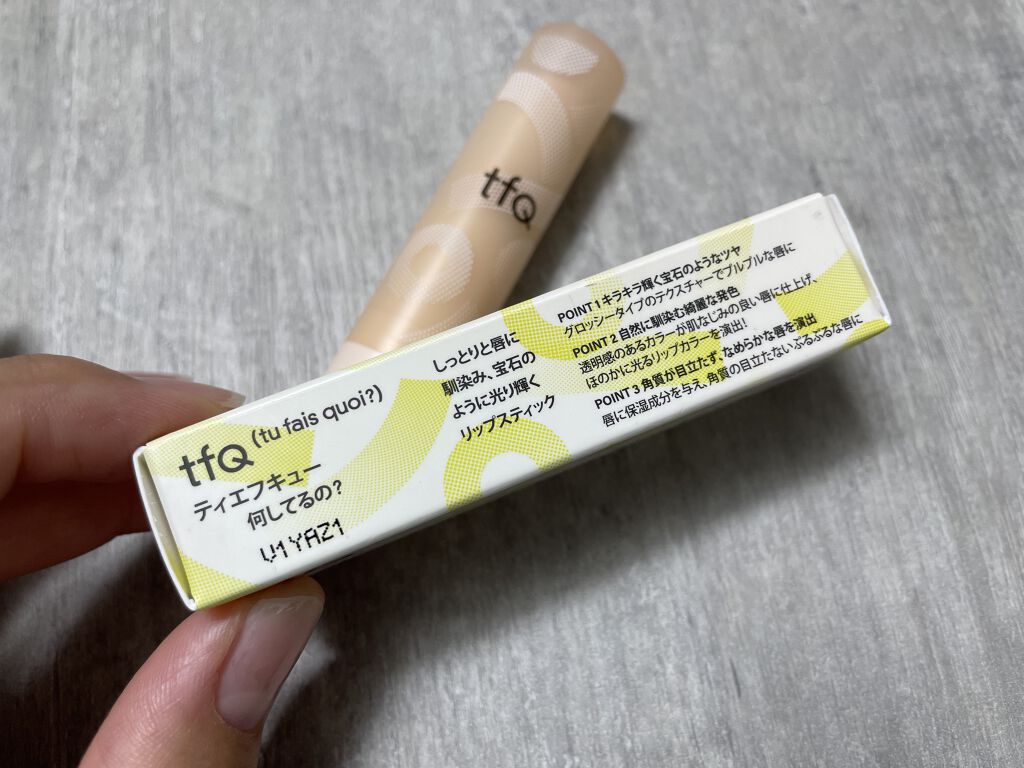 tfQ
tfQ (tu fais quoi?)
ティエフキュー
何してるの？
V1YAZ1
しっとりと唇に
馴染み、宝石の
ように光り輝く
リップスティック
POINT 1 キラキラ輝く宝石のようなツヤ
グロッシータイプのテクスチャーでプルプルな唇に
POINT 2 自然に馴染む綺麗な発色
透明感のあるカラーが肌なじみの良い唇に仕上げ、
ほのかに光るリップカラーを演出!
POINT 3 角質が目立たず、なめらかな唇を演出
唇に保湿成分を与え、角質の目立たないぷるぷるな唇に